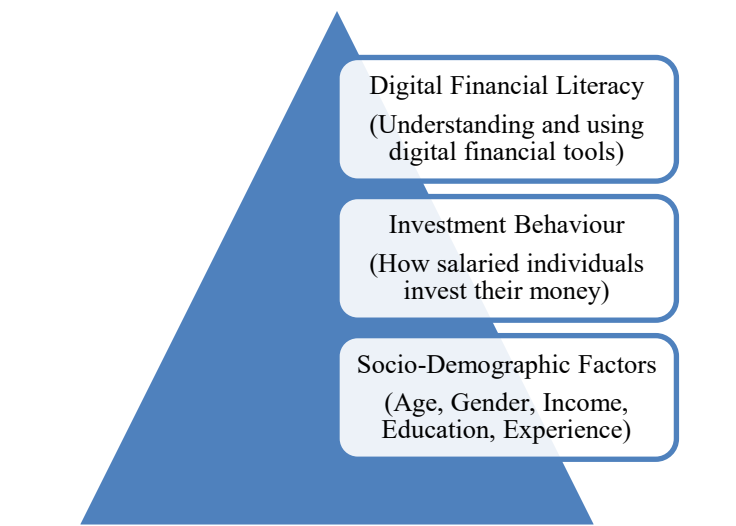 Digital Financial Literacy
(Understanding and using
digital financial tools)
Investment Behaviour
(How salaried individuals
invest their money)
Socio-Demographic Factors
(Age, Gender, Income,
Education, Experience)